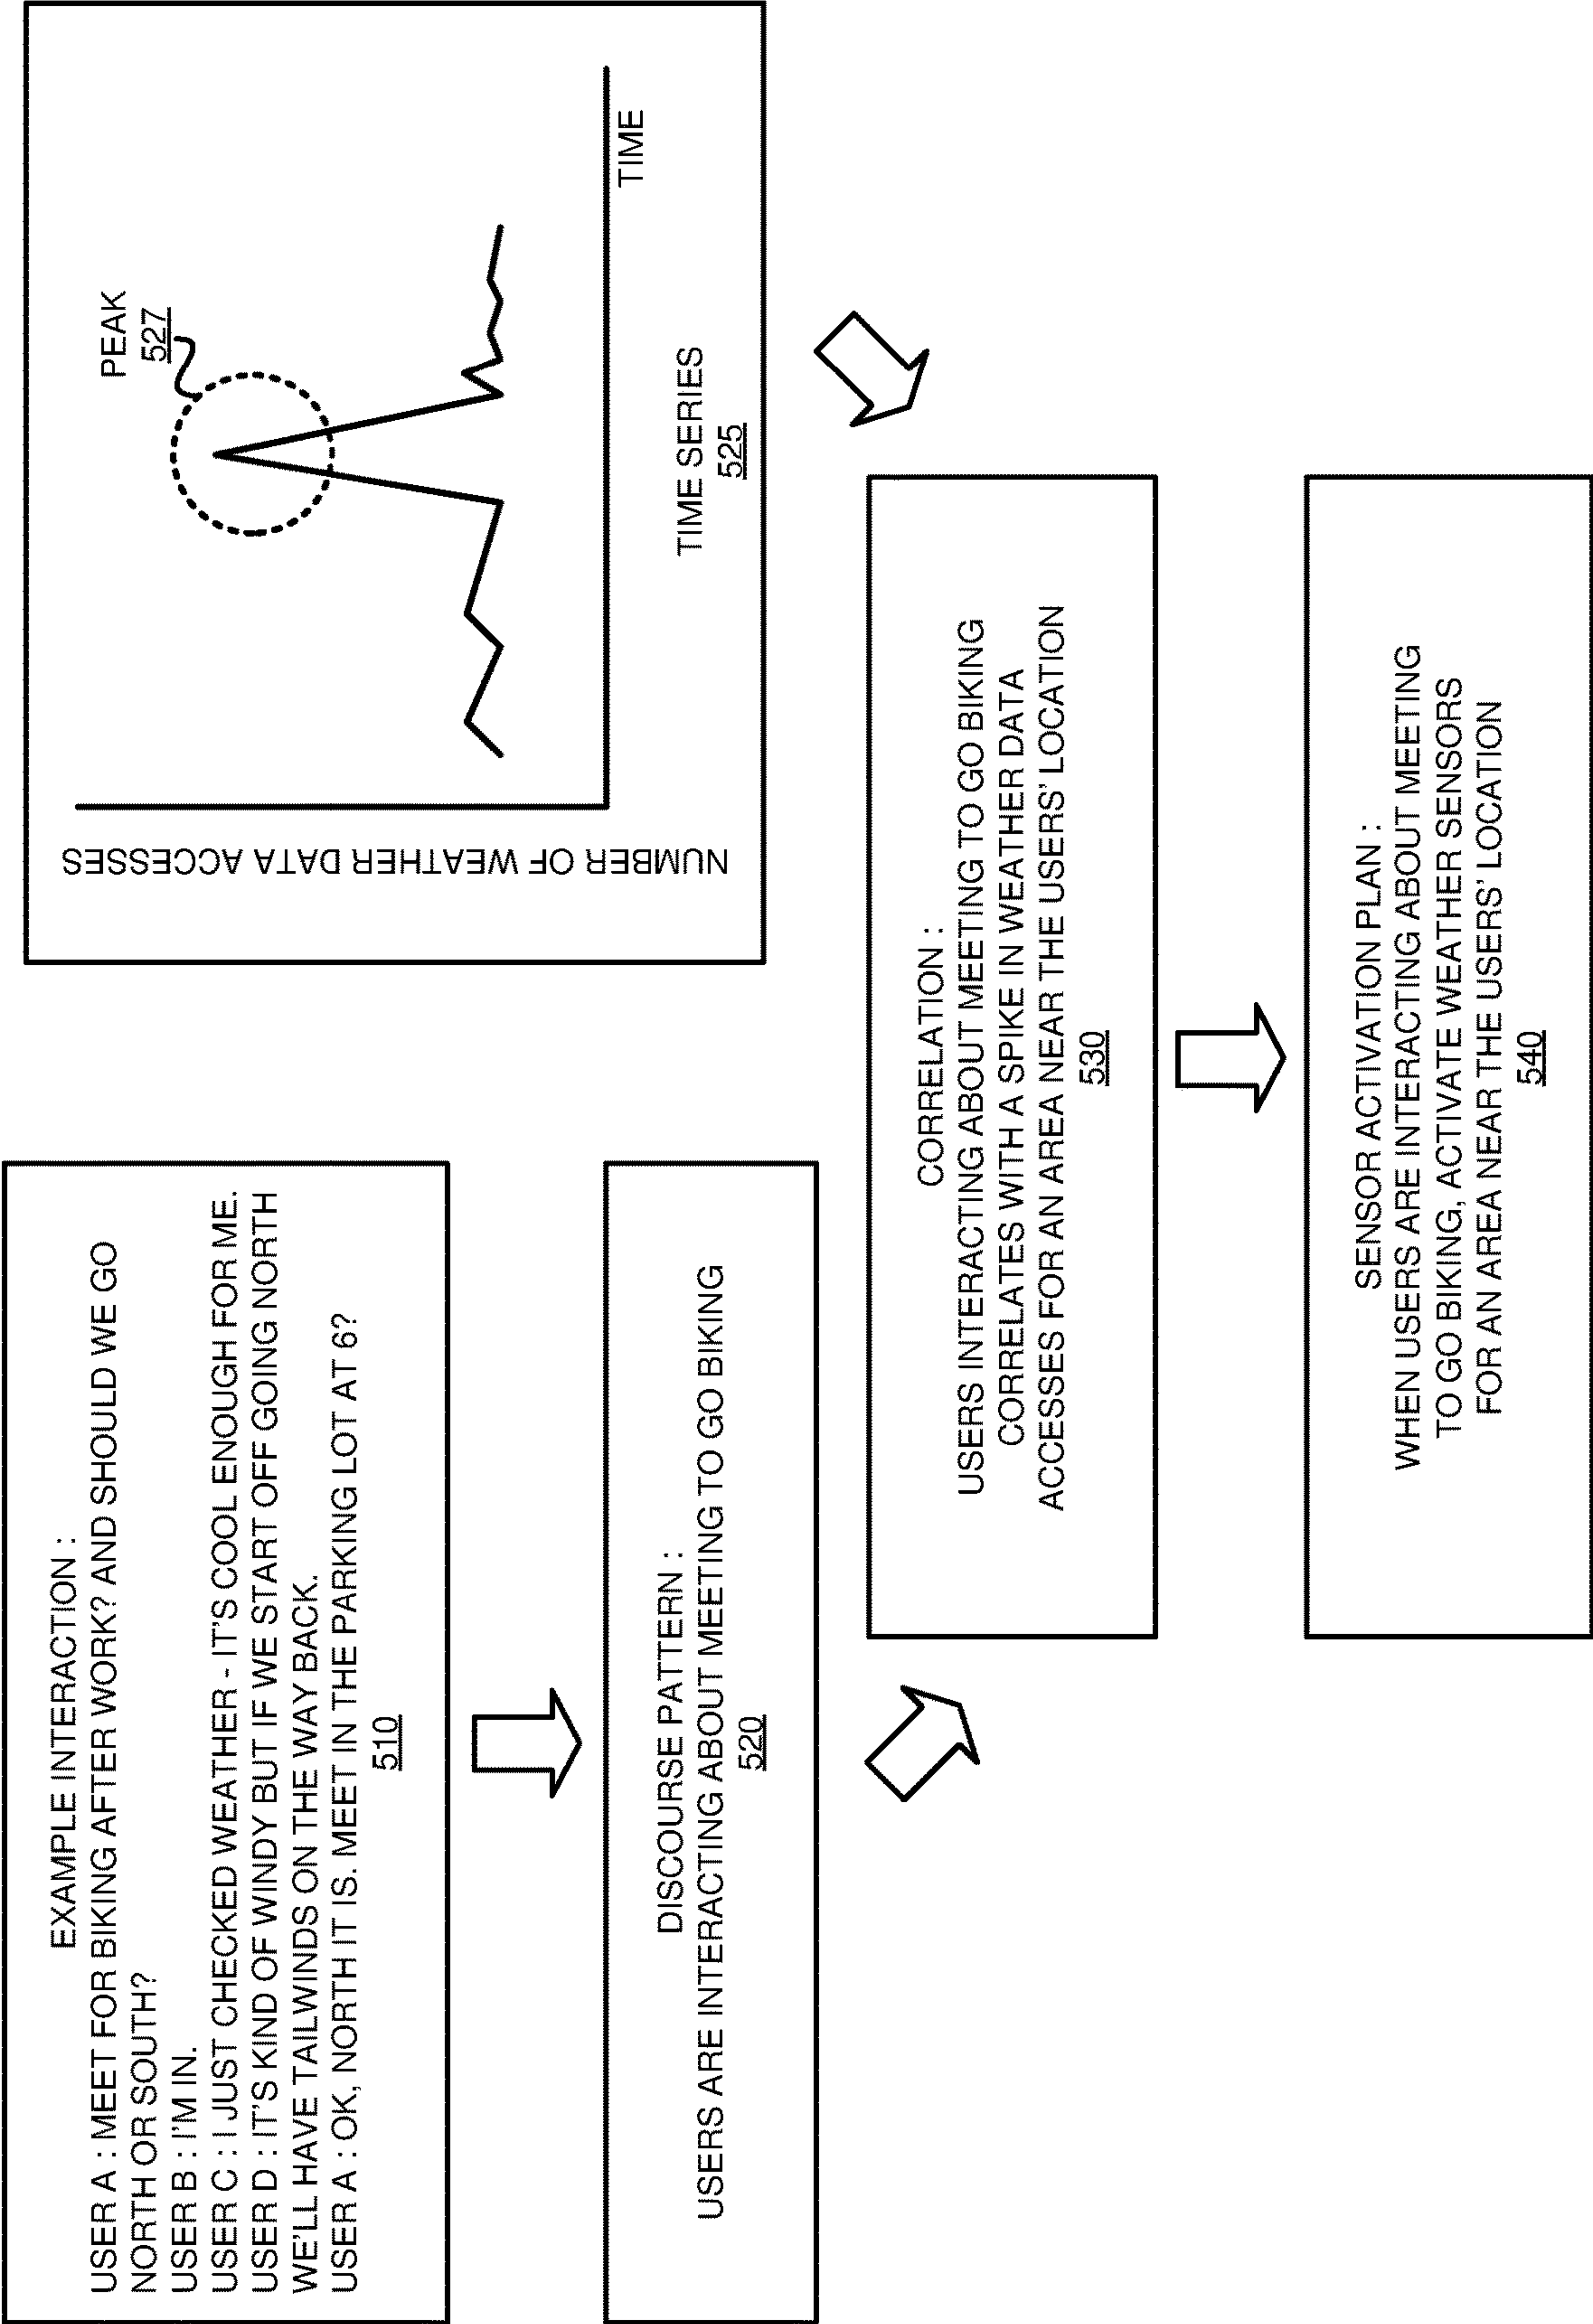 EXAMPLE INTERACTION :
USER A : MEET FOR BIKING AFTER WORK? AND SHOULD WE GO
NORTH OR SOUTH?
USER B : I'M IN.
USER C : I JUST CHECKED WEATHER - IT'S COOL ENOUGH FOR ME.
USER D : IT'S KIND OF WINDY BUT IF WE START OFF GOING NORTH
WE'LL HAVE TAILWINDS ON THE WAY BACK.
USER A : OK, NORTH IT IS. MEET IN THE PARKING LOT AT 6?
510
DISCOURSE PATTERN :
USERS ARE INTERACTING ABOUT MEETING TO GO BIKING
520
NUMBER OF WEATHER DATA ACCESSES
PEAK
527
TIME
TIME SERIES
525
CORRELATION :
USERS INTERACTING ABOUT MEETING TO GO BIKING
CORRELATES WITH A SPIKE IN WEATHER DATA
ACCESSES FOR AN AREA NEAR THE USERS' LOCATION
530
SENSOR ACTIVATION PLAN :
WHEN USERS ARE INTERACTING ABOUT MEETING
TO GO BIKING, ACTIVATE WEATHER SENSORS
FOR AN AREA NEAR THE USERS' LOCATION
540